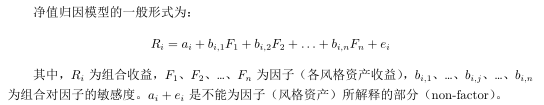 净值归因模型的一般形式为：
R_i = a_i + b_{i,1}F_1 + b_{i,2}F_2 + … + b_{i,n}F_n + e_i
其中，R_i 为组合收益，F_1、F_2、…、F_n 为因子（各风格资产收益），b_{i,1}、…、b_{i,j}、…、b_{i,n}
为组合对因子的敏感度。a_i + e_i 是不能为因子（风格资产）所解释的部分（non-factor）。